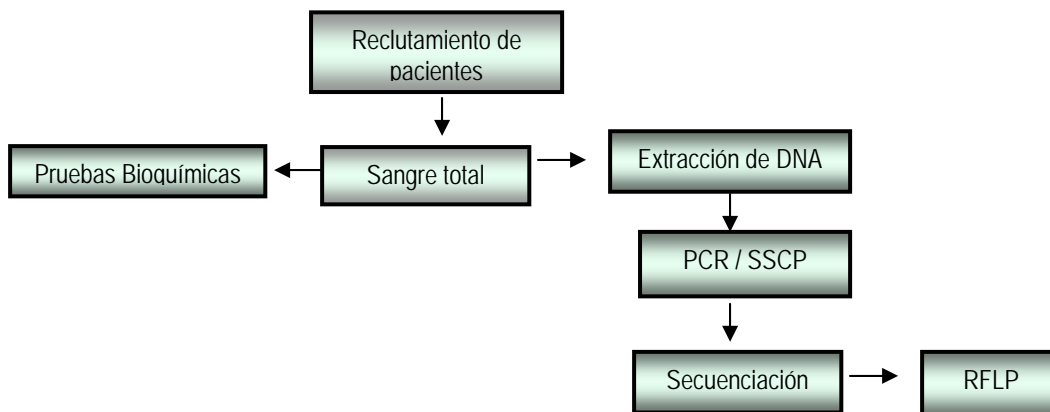 Reclutamiento de
pacientes
Pruebas Bioquímicas
Sangre total
Extracción de DNA
PCR / SSCP
Secuenciación
RFLP